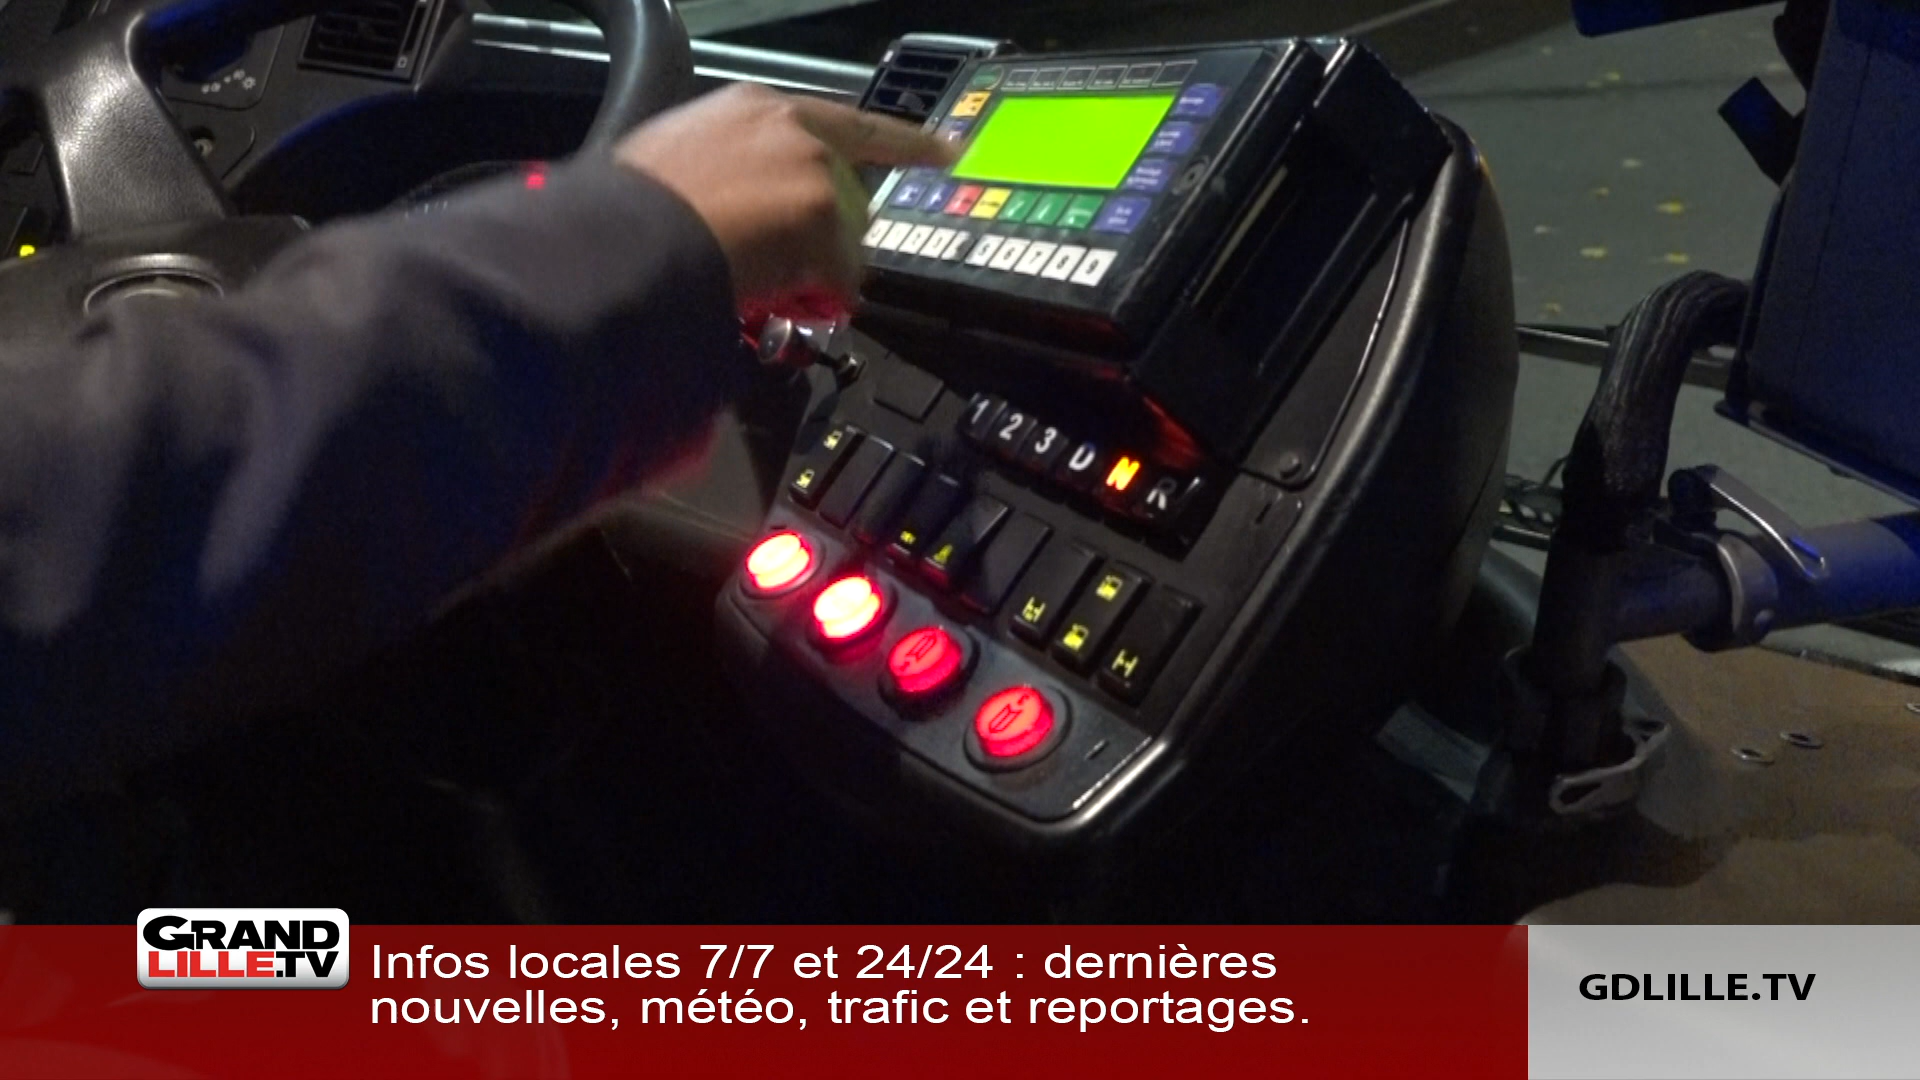 1 2 3 D N R
GRAND
LILLE.TV
Infos locales 7/7 et 24/24 : dernières
nouvelles, météo, trafic et reportages.
GDLILLE.TV